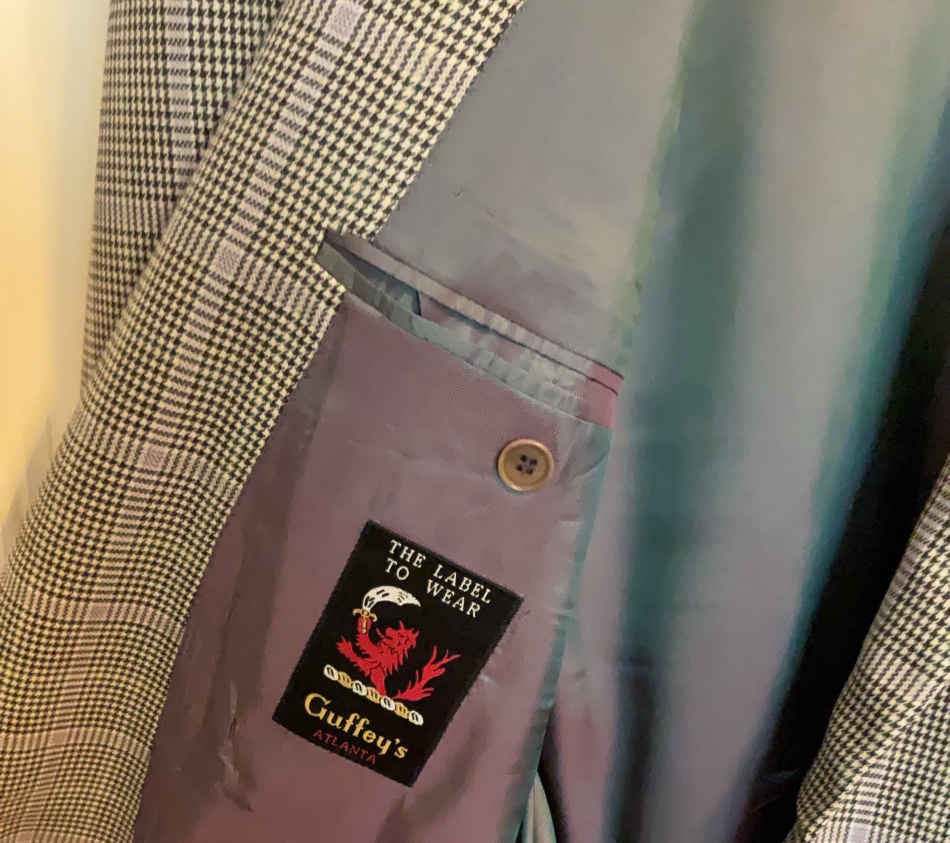 THE LABEL
TO WEAR
Guffey's
ATLANTA